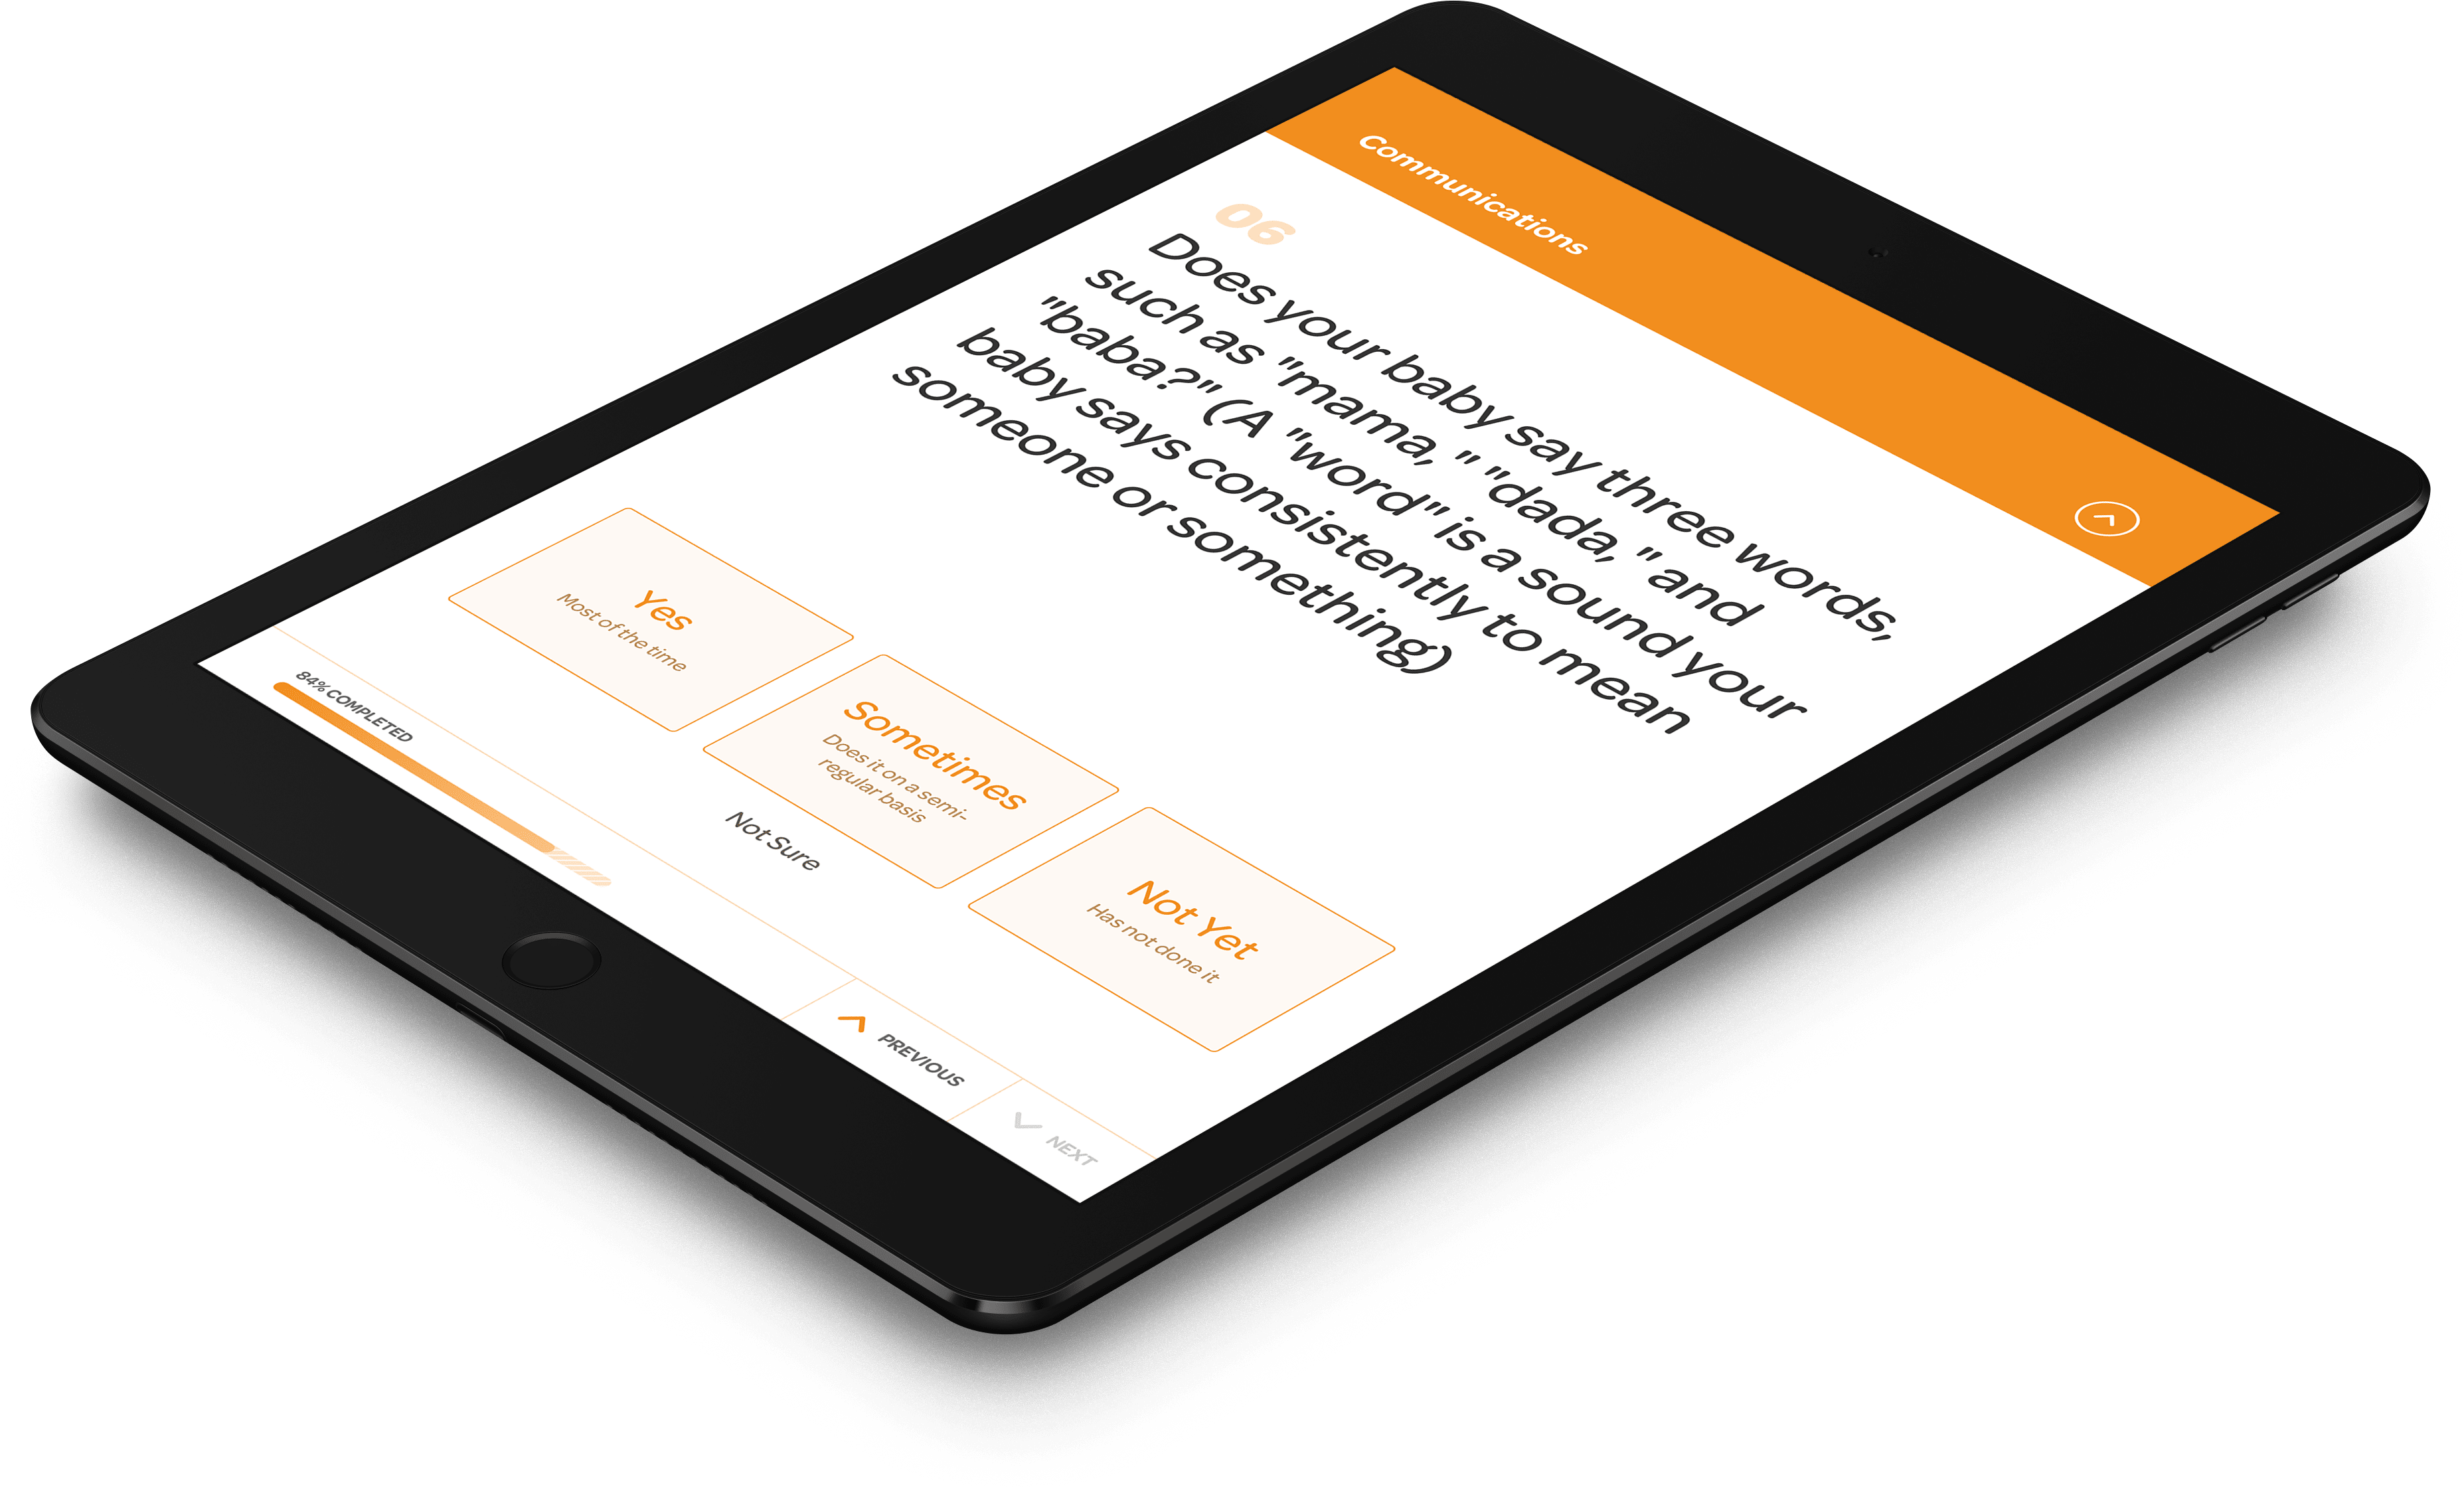 Communications
06
Does your baby say three words,
such as "mama," "dada," and
"baba?" (A "word" is a sound your
baby says consistently to mean
someone or something)
Yes
Most of the time
Sometimes
Does it on a semi-
regular basis
Not Yet
Has not done it
Not Sure
84% COMPLETED
PREVIOUS
NEXT